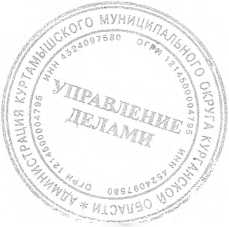 АДМИНИСТРАЦИЯ КУРТАМЫШСКОГО МУНИЦИПАЛЬНОГО ОКРУГА КУРГАНСКОЙ ОБЛАСТИ *
ИНН 4524097580 ОГРН 1214500004795 ИНН 4524097580 ОГРН 1214500004795
УПРАВЛЕНИЕ
ДЕЛАМИ